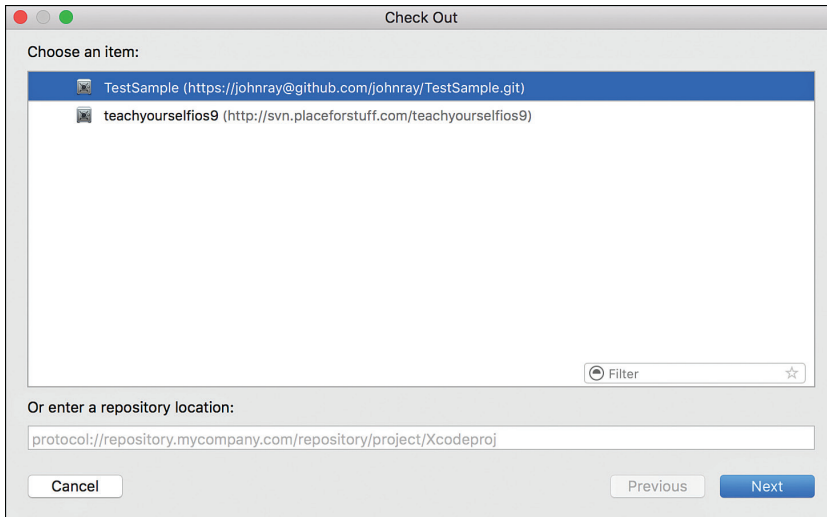 Check Out
Choose an item:
TestSample (https://johnray@github.com/johnray/TestSample.git)
teachyourselfios9 (http://svn.placeforstuff.com/teachyourselfios9)
Filter
Or enter a repository location:
protocol://repository.mycompany.com/repository/project/Xcodeproj
Cancel Previous Next